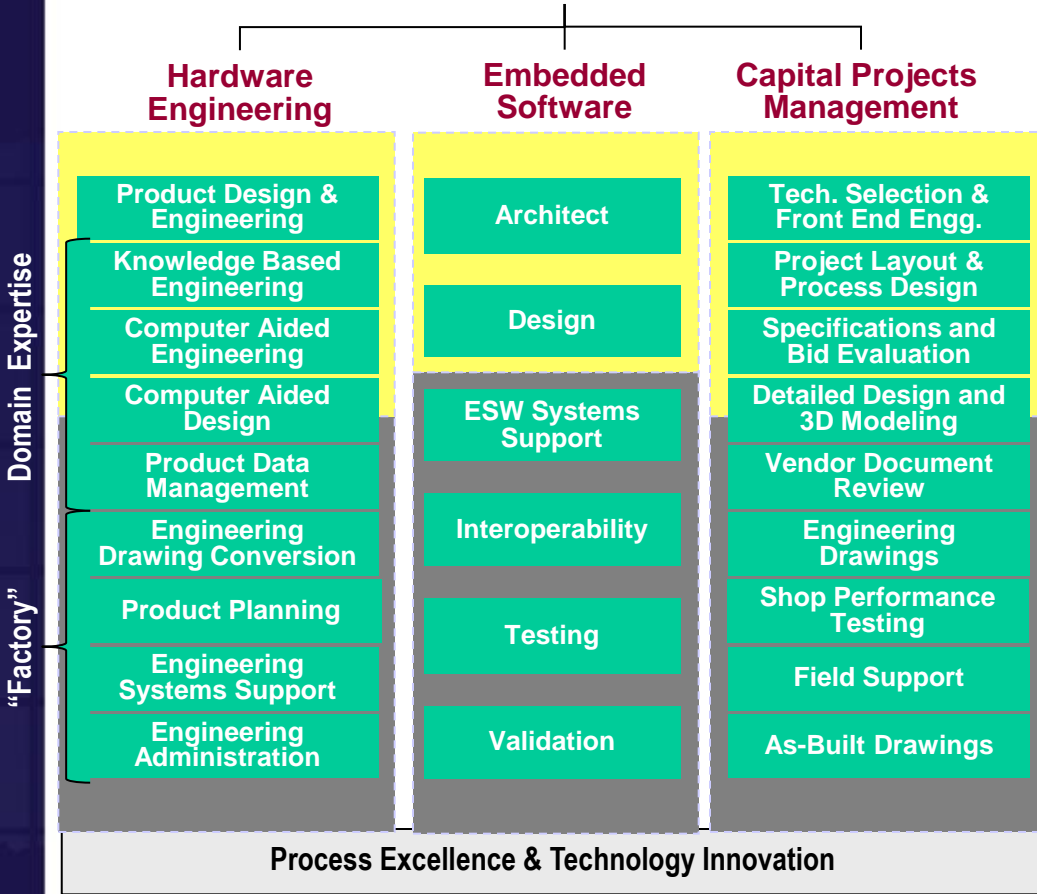 Hardware
Engineering
Embedded
Software
Capital Projects
Management
Domain Expertise
“Factory”
Product Design &
Engineering
Knowledge Based
Engineering
Computer Aided
Engineering
Computer Aided
Design
Product Data
Management
Engineering
Drawing Conversion
Product Planning
Engineering
Systems Support
Engineering
Administration
Architect
Design
ESW Systems
Support
Interoperability
Testing
Validation
Tech. Selection &
Front End Engg.
Project Layout &
Process Design
Specifications and
Bid Evaluation
Detailed Design and
3D Modeling
Vendor Document
Review
Engineering
Drawings
Shop Performance
Testing
Field Support
As-Built Drawings
Process Excellence & Technology Innovation